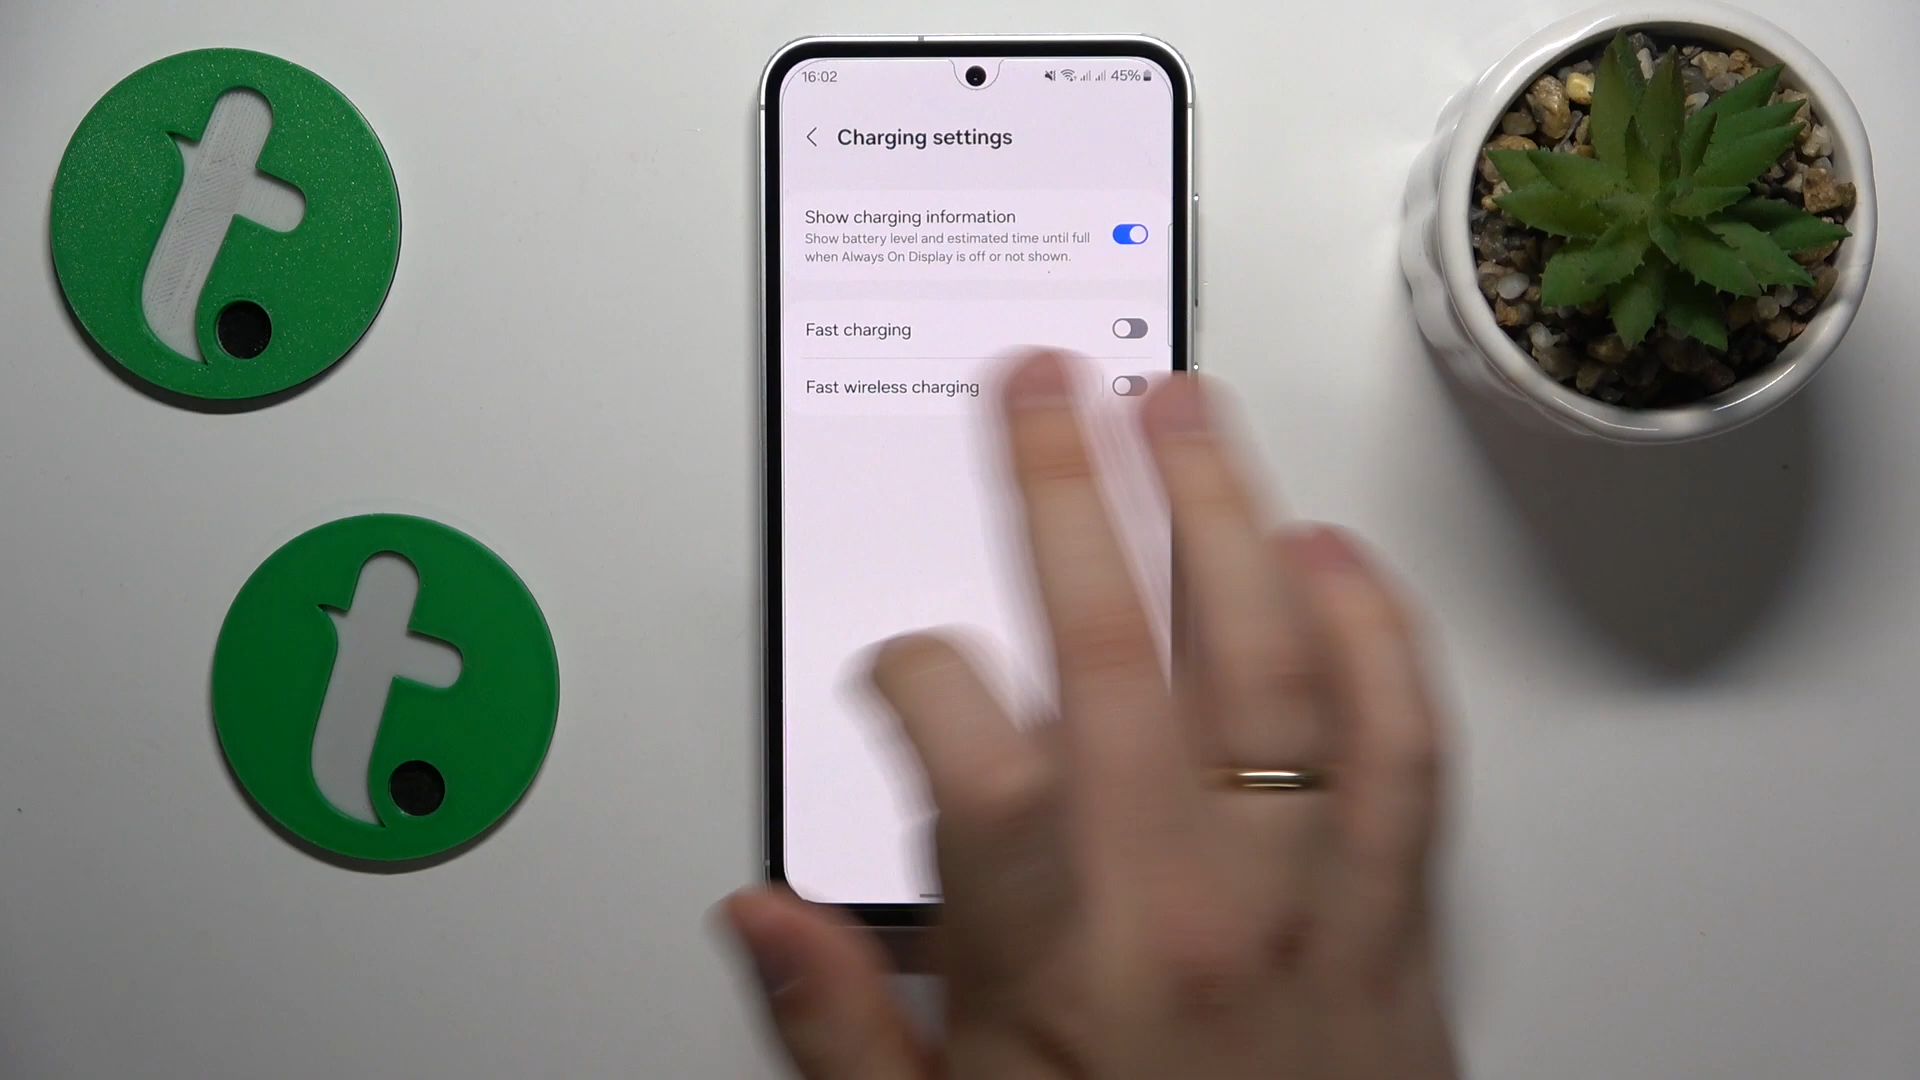 16:02
45%
Charging settings
Show charging information
Show battery level and estimated time until full
when Always On Display is off or not shown.
Fast charging
Fast wireless charging